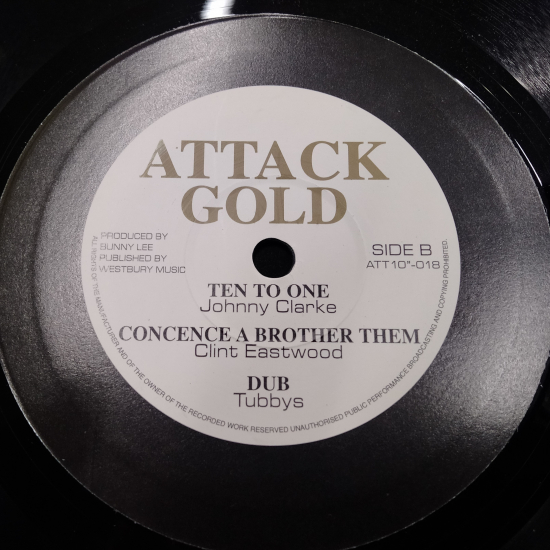 ATTACK
GOLD
PRODUCED BY
BUNNY LEE
PUBLISHED BY
WESTBURY MUSIC
SIDE B
ATT10"-018
TEN TO ONE
Johnny Clarke
CONCENCE A BROTHER THEM
Clint Eastwood
DUB
Tubbys
ALL RIGHTS OF THE MANUFACTURER AND OF THE OWNER OF THE RECORDED WORK RESERVED UNAUTHORISED PUBLIC PERFORMANCE BROADCASTING AND COPYING PROHIBITED.